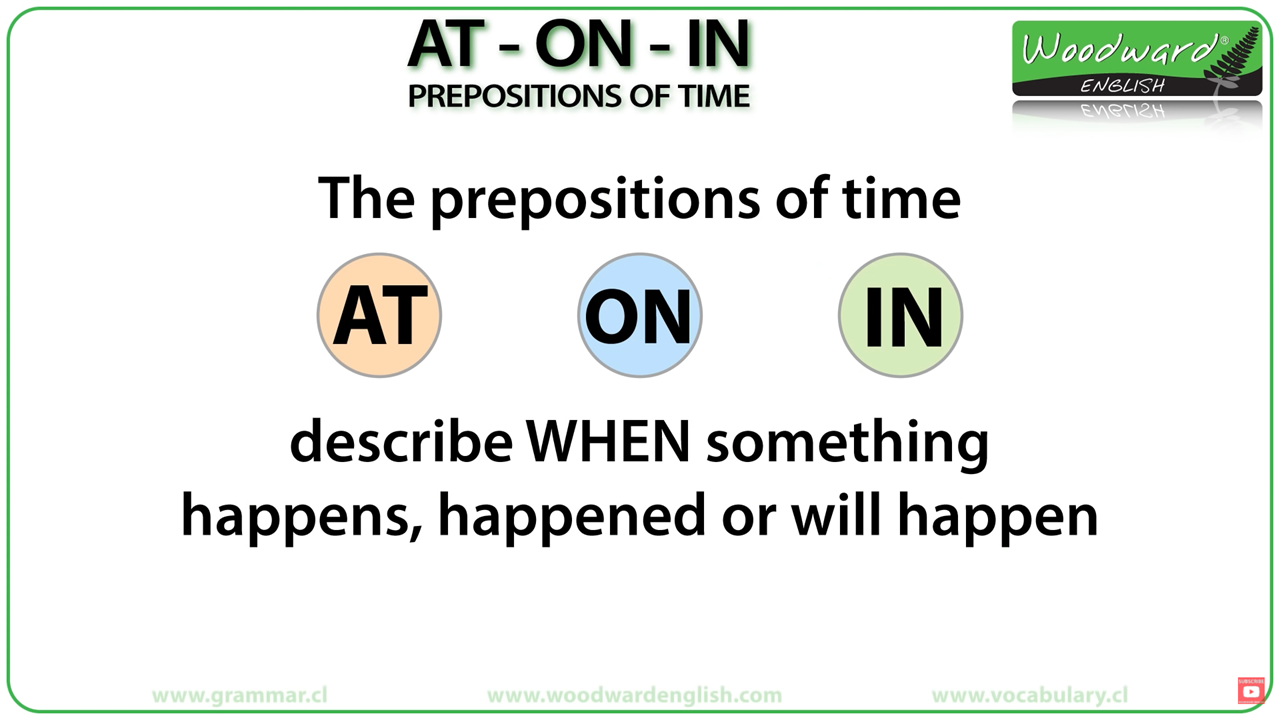 AT - ON - IN
PREPOSITIONS OF TIME
Woodward®
ENGLISH
The prepositions of time
AT ON IN
describe WHEN something
happens, happened or will happen
www.grammar.cl www.woodwardenglish.com www.vocabulary.cl
SUBSCRIBE